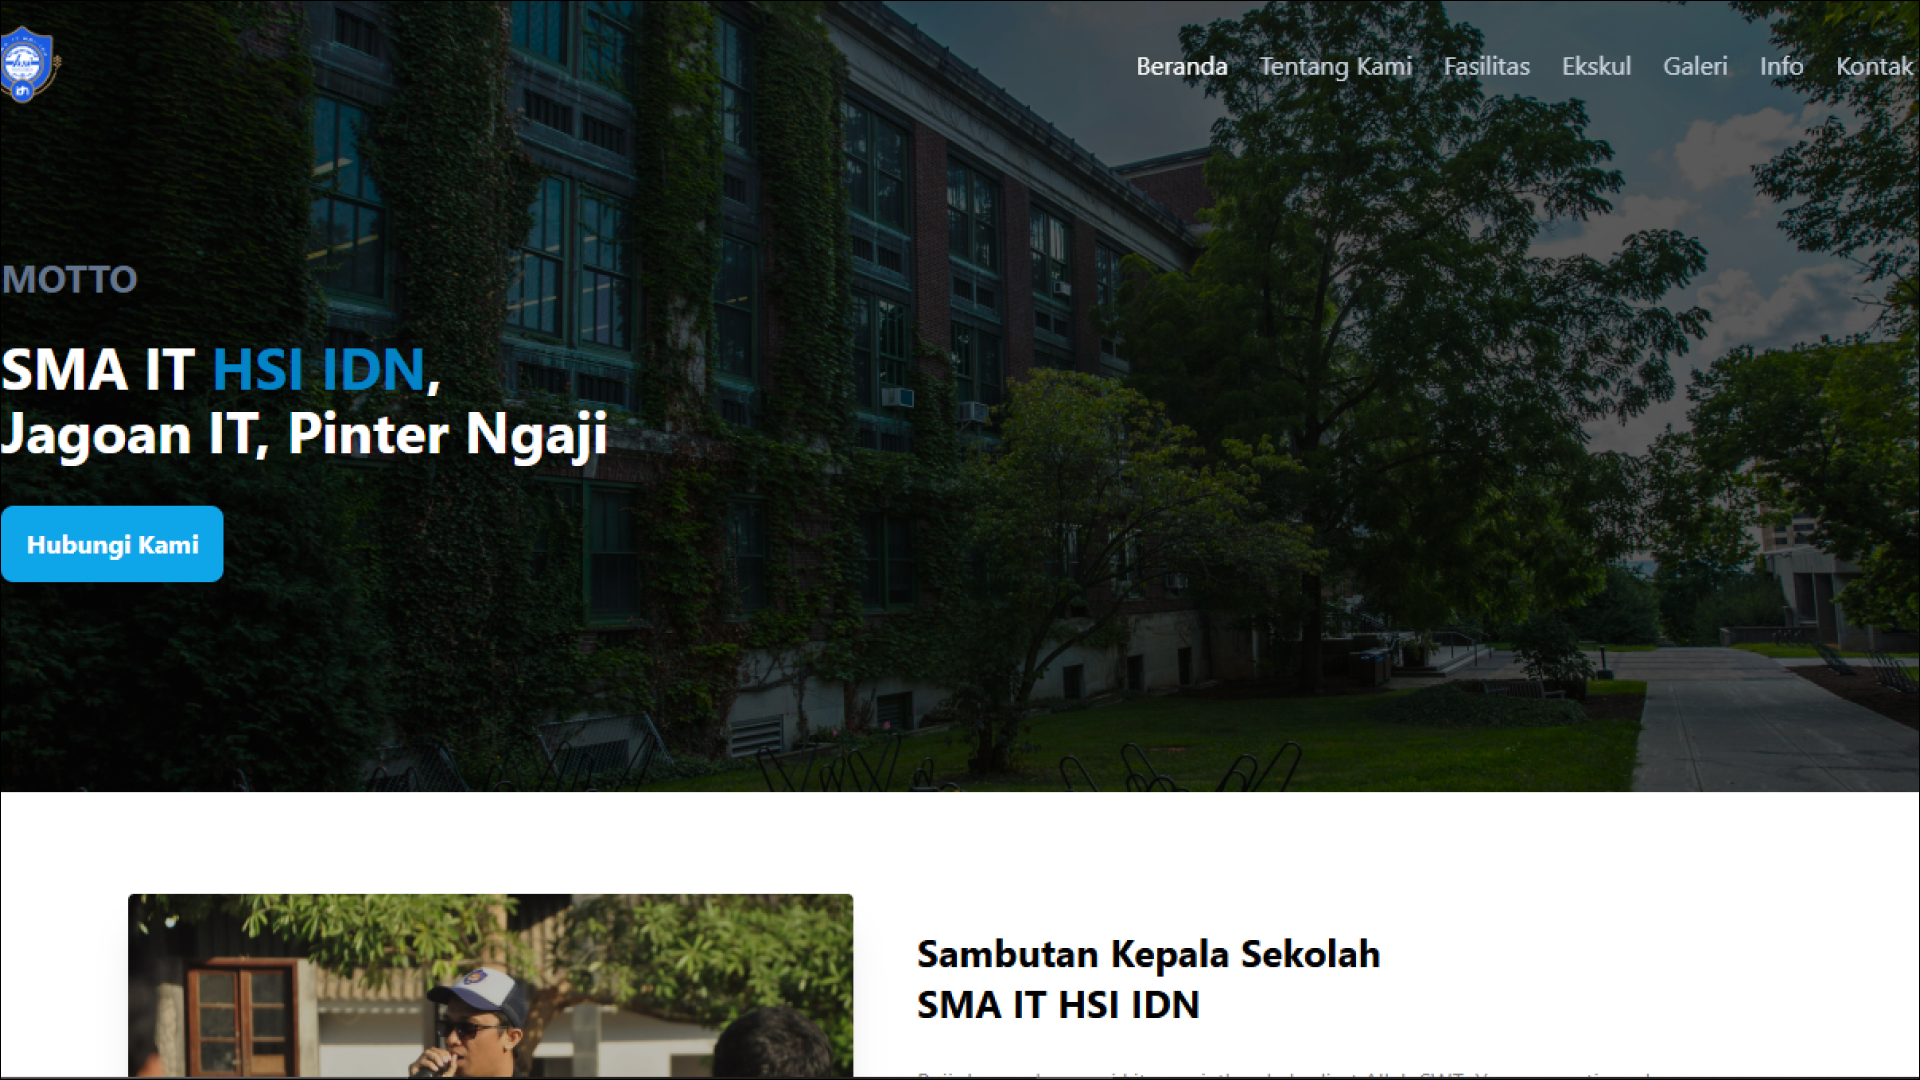 Beranda Tentang Kami Fasilitas Ekskul Galeri Info Kontak
MOTTO
SMA IT HSI IDN,
Jagoan IT, Pinter Ngaji
Hubungi Kami
Sambutan Kepala Sekolah
SMA IT HSI IDN